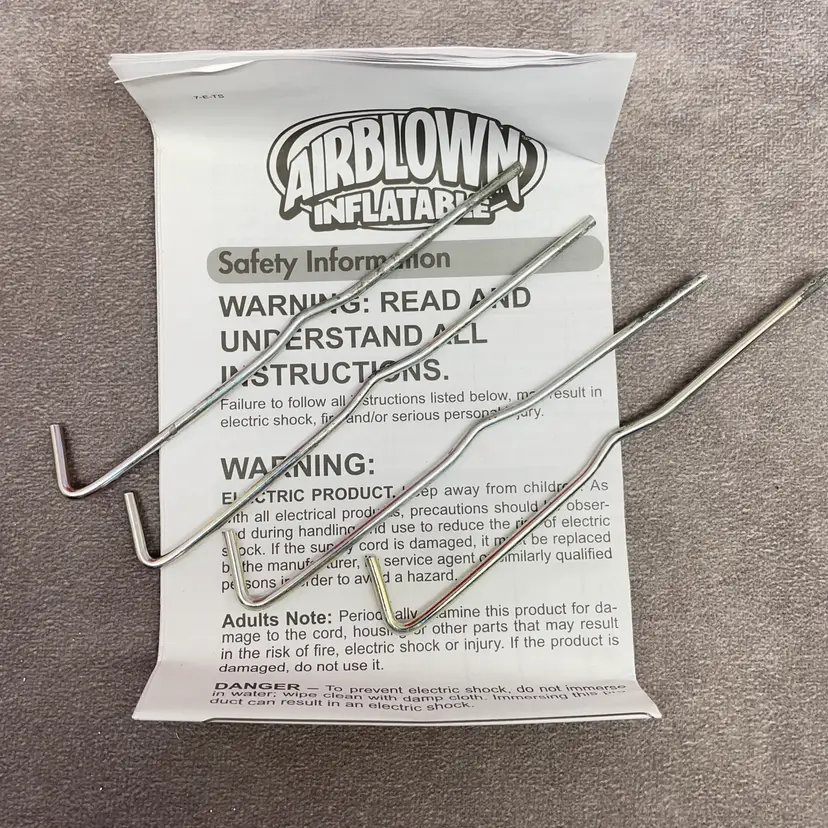 7-E-TS
AIRBLOWN
INFLATABLE
Safety Information
WARNING: READ AND
UNDERSTAND ALL
INSTRUCTIONS.
Failure to follow all instructions listed below, may result in
electric shock, fire and/or serious personal injury.
WARNING:
ELECTRIC PRODUCT. Keep away from children. As
with all electrical products, precautions should be obser-
ved during handling and use to reduce the risk of electric
shock. If the supply cord is damaged, it must be replaced
by the manufacturer, its service agent or similarly qualified
persons in order to avoid a hazard.
Adults Note: Periodically examine this product for da-
mage to the cord, housing or other parts that may result
in the risk of fire, electric shock or injury. If the product is
damaged, do not use it.
DANGER – To prevent electric shock, do not immerse
in water; wipe clean with damp cloth. Immersing this pro-
duct can result in an electric shock.